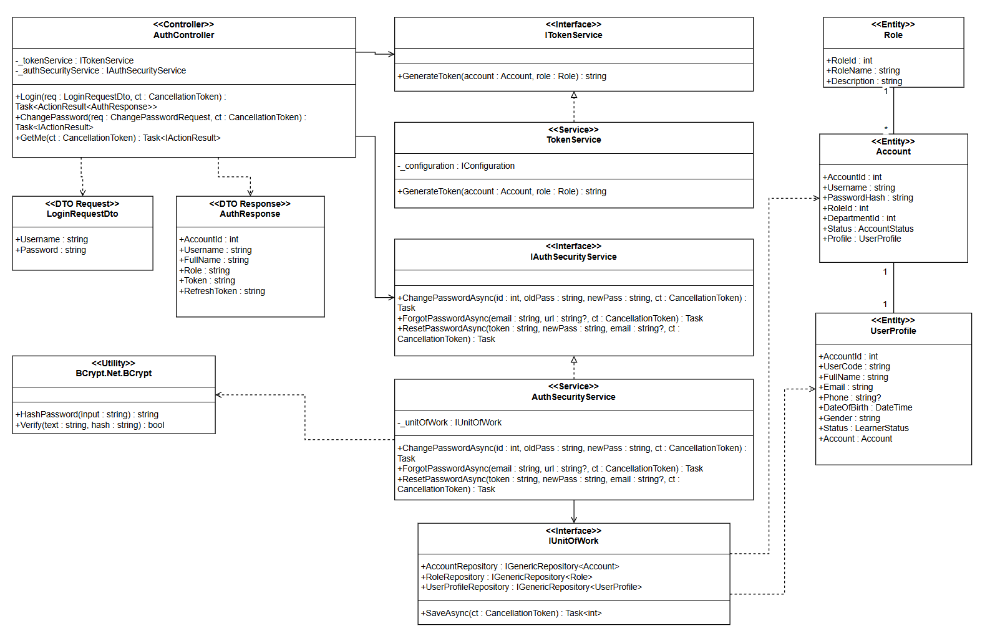 <<Controller>>
AuthController
-_tokenService : ITokenService
-_authSecurityService : IAuthSecurityService
+Login(req : LoginRequestDto, ct : CancellationToken) :
Task<ActionResult<AuthResponse>>
+ChangePassword(req : ChangePasswordRequest, ct : CancellationToken) :
Task<IActionResult>
+GetMe(ct : CancellationToken) : Task<IActionResult>
<<DTO Request>>
LoginRequestDto
+Username : string
+Password : string
<<DTO Response>>
AuthResponse
+AccountId : int
+Username : string
+FullName : string
+Role : string
+Token : string
+RefreshToken : string
<<Utility>>
BCrypt.Net.BCrypt
+HashPassword(input : string) : string
+Verify(text : string, hash : string) : bool
<<Interface>>
ITokenService
+GenerateToken(account : Account, role : Role) : string
<<Service>>
TokenService
-_configuration : IConfiguration
+GenerateToken(account : Account, role : Role) : string
<<Interface>>
IAuthSecurityService
+ChangePasswordAsync(id : int, oldPass : string, newPass : string, ct : CancellationToken) :
Task
+ForgotPasswordAsync(email : string, url : string?, ct : CancellationToken) : Task
+ResetPasswordAsync(token : string, newPass : string, email : string?, ct :
CancellationToken) : Task
<<Service>>
AuthSecurityService
-_unitOfWork : IUnitOfWork
+ChangePasswordAsync(id : int, oldPass : string, newPass : string, ct : CancellationToken) :
Task
+ForgotPasswordAsync(email : string, url : string?, ct : CancellationToken) : Task
+ResetPasswordAsync(token : string, newPass : string, email : string?, ct :
CancellationToken) : Task
<<Interface>>
IUnitOfWork
+AccountRepository : IGenericRepository<Account>
+RoleRepository : IGenericRepository<Role>
+UserProfileRepository : IGenericRepository<UserProfile>
+SaveAsync(ct : CancellationToken) : Task<int>
<<Entity>>
Role
+RoleId : int
+RoleName : string
+Description : string
1
*
<<Entity>>
Account
+AccountId : int
+Username : string
+PasswordHash : string
+RoleId : int
+DepartmentId : int
+Status : AccountStatus
+Profile : UserProfile
1
1
<<Entity>>
UserProfile
+AccountId : int
+UserCode : string
+FullName : string
+Email : string
+Phone : string?
+DateOfBirth : DateTime
+Gender : string
+Status : LearnerStatus
+Account : Account